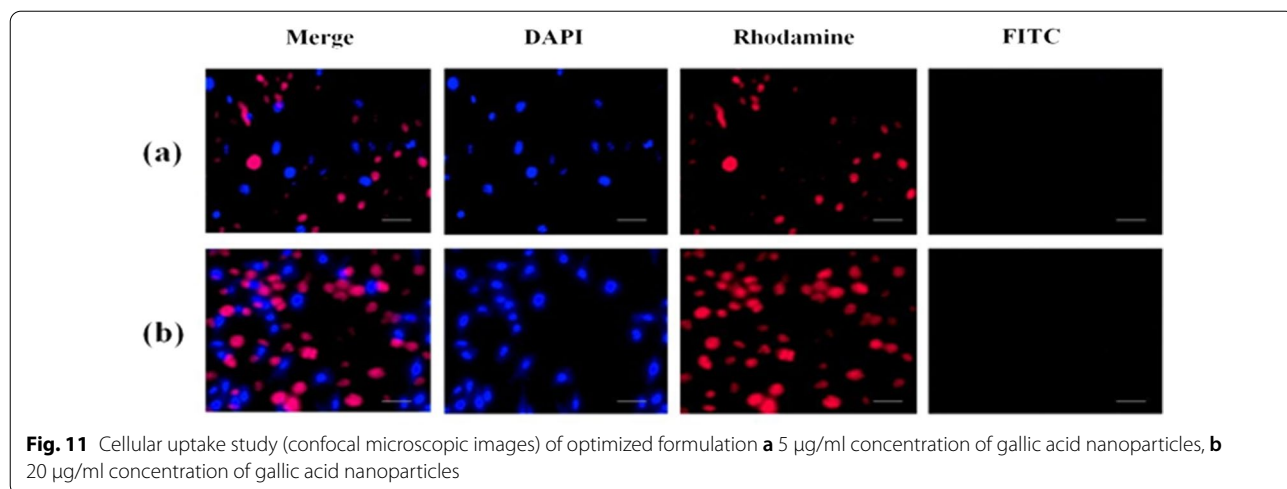 Merge DAPI Rhodamine FITC
(a)
(b)
Fig. 11 Cellular uptake study (confocal microscopic images) of optimized formulation a 5 µg/ml concentration of gallic acid nanoparticles, b
20 µg/ml concentration of gallic acid nanoparticles